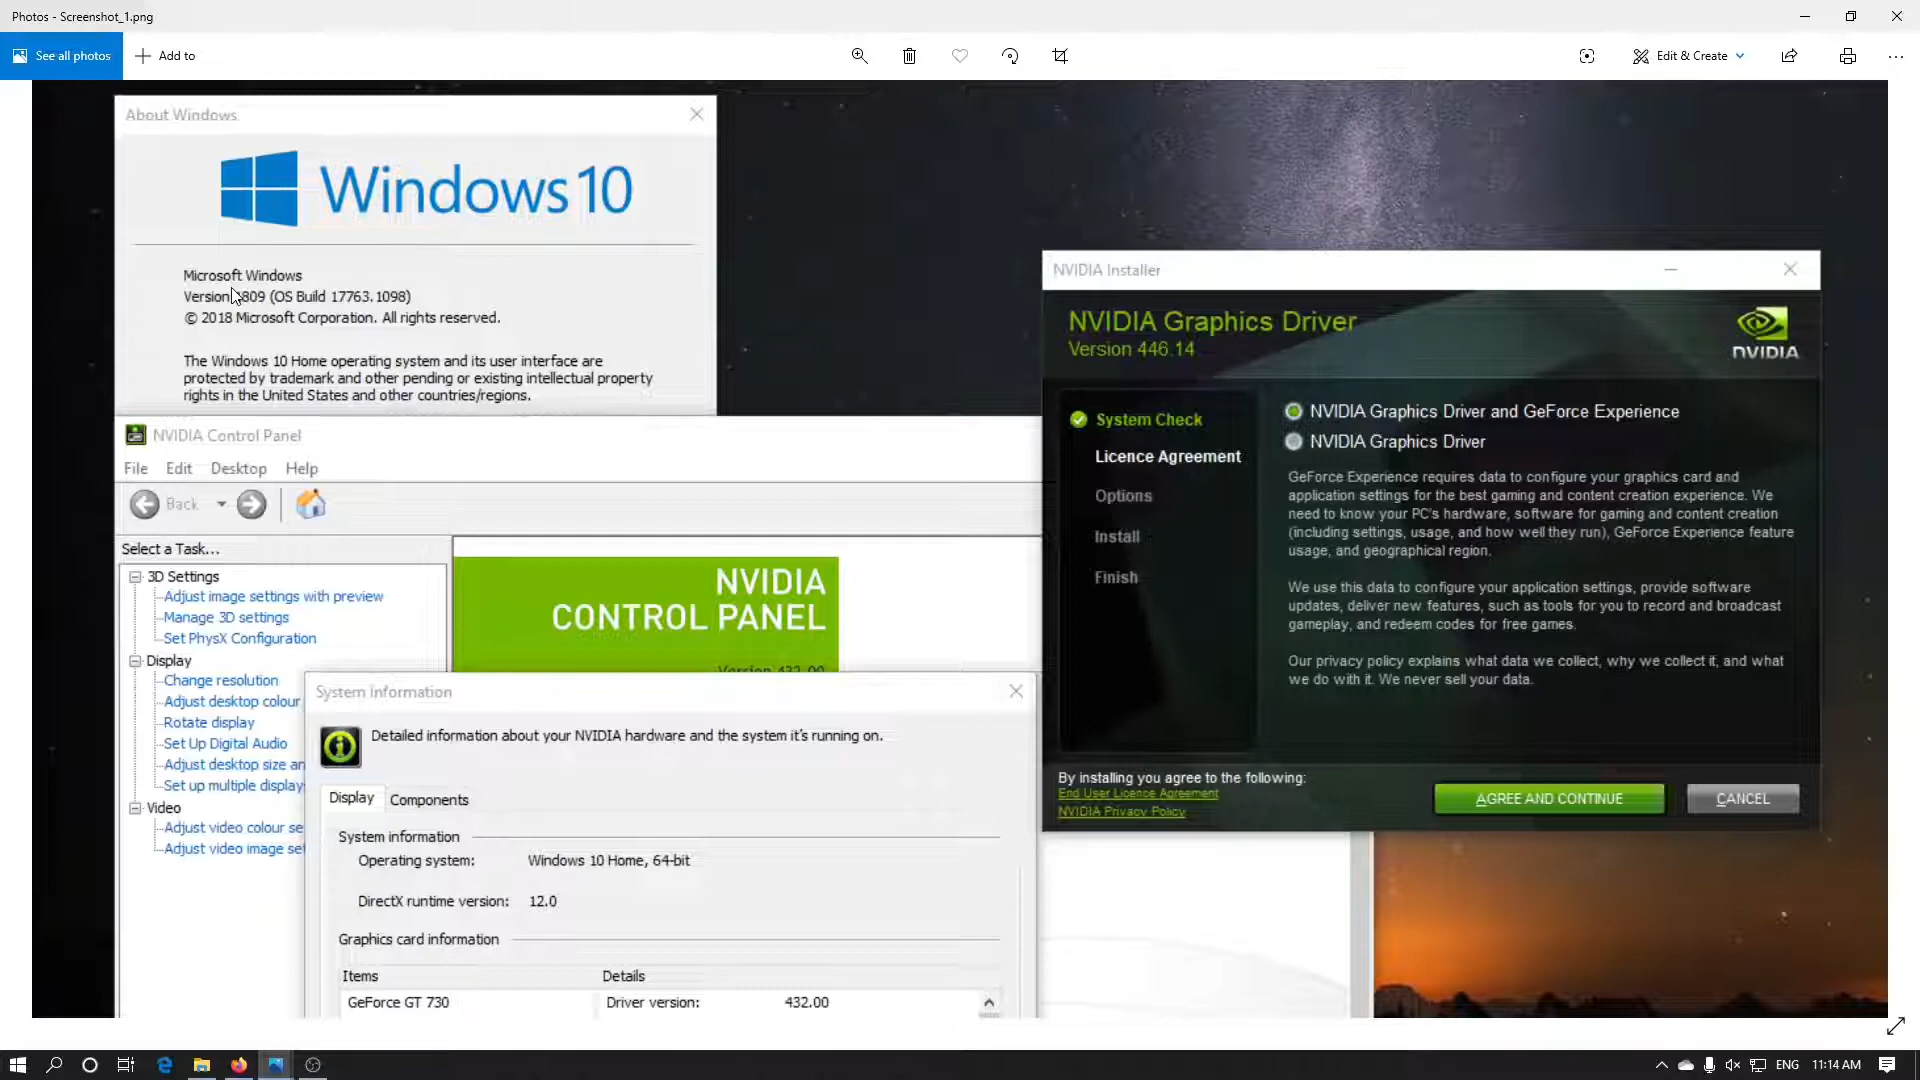 Photos - Screenshot_1.png
See all photos
Add to
Edit & Create
About Windows
Windows 10
Microsoft Windows
Version 1809 (OS Build 17763.1098)
© 2018 Microsoft Corporation. All rights reserved.
The Windows 10 Home operating system and its user interface are
protected by trademark and other pending or existing intellectual property
rights in the United States and other countries/regions.
NVIDIA Control Panel
File Edit Desktop Help
Back
Select a Task...
3D Settings
Adjust image settings with preview
Manage 3D settings
Set PhysX Configuration
Display
Change resolution
Adjust desktop colour
Rotate display
Set Up Digital Audio
Adjust desktop size an
Set up multiple display
Video
Adjust video colour se
Adjust video image set
NVIDIA
CONTROL PANEL
Version 432.00
System Information
Detailed information about your NVIDIA hardware and the system it's running on.
Display Components
System information
Operating system: Windows 10 Home, 64-bit
DirectX runtime version: 12.0
Graphics card information
Items Details
GeForce GT 730 Driver version: 432.00
NVIDIA Installer
NVIDIA Graphics Driver
Version 446.14
NVIDIA
System Check
Licence Agreement
Options
Install
Finish
NVIDIA Graphics Driver and GeForce Experience
NVIDIA Graphics Driver
GeForce Experience requires data to configure your graphics card and
application settings for the best gaming and content creation experience. We
need to know your PC's hardware, software for gaming and content creation
(including settings, usage, and how well they run), GeForce Experience feature
usage, and geographical region.
We use this data to configure your application settings, provide software
updates, deliver new features, such as tools for you to record and broadcast
gameplay, and redeem codes for free games.
Our privacy policy explains what data we collect, why we collect it, and what
we do with it. We never sell your data.
By installing you agree to the following:
End User Licence Agreement
NVIDIA Privacy Policy
AGREE AND CONTINUE
CANCEL
ENG
11:14 AM